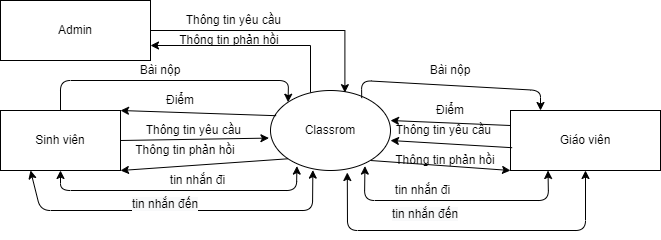 Thông tin yêu cầu
Admin
Thông tin phản hồi
Bài nộp
Bài nộp
Điểm
Điểm
Sinh viên
Thông tin yêu cầu
Classrom
Thông tin yêu cầu
Giáo viên
Thông tin phản hồi
Thông tin phản hồi
tin nhắn đi
tin nhắn đi
tin nhắn đến
tin nhắn đến